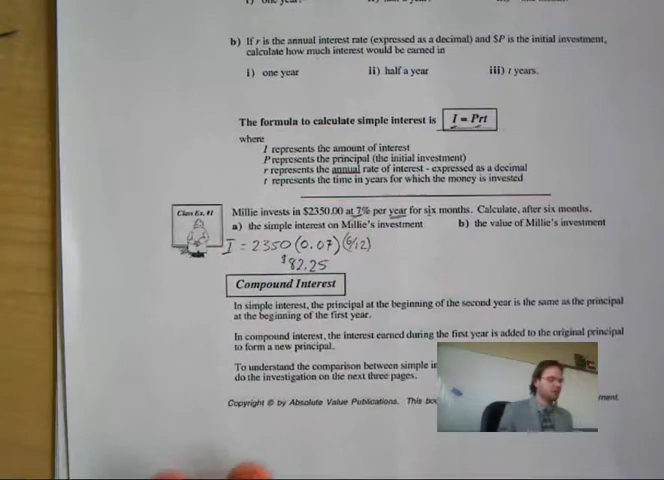 i) one year.
b) If r is the annual interest rate (expressed as a decimal) and $P is the initial investment,
calculate how much interest would be earned in
i) one year ii) half a year iii) t years.
The formula to calculate simple interest is I = Prt
where
I represents the amount of interest
P represents the principal (the initial investment)
r represents the annual rate of interest - expressed as a decimal
t represents the time in years for which the money is invested
Class Ex. #1
Millie invests in $2350.00 at 7% per year for six months. Calculate, after six months.
a) the simple interest on Millie's investment b) the value of Millie's investment
I = 2350(0.07)(6/12)
$82.25
Compound Interest
In simple interest, the principal at the beginning of the second year is the same as the principal
at the beginning of the first year.
In compound interest, the interest earned during the first year is added to the original principal
to form a new principal.
To understand the comparison between simple
do the investigation on the next three pages.
Copyright © by Absolute Value Publications. This